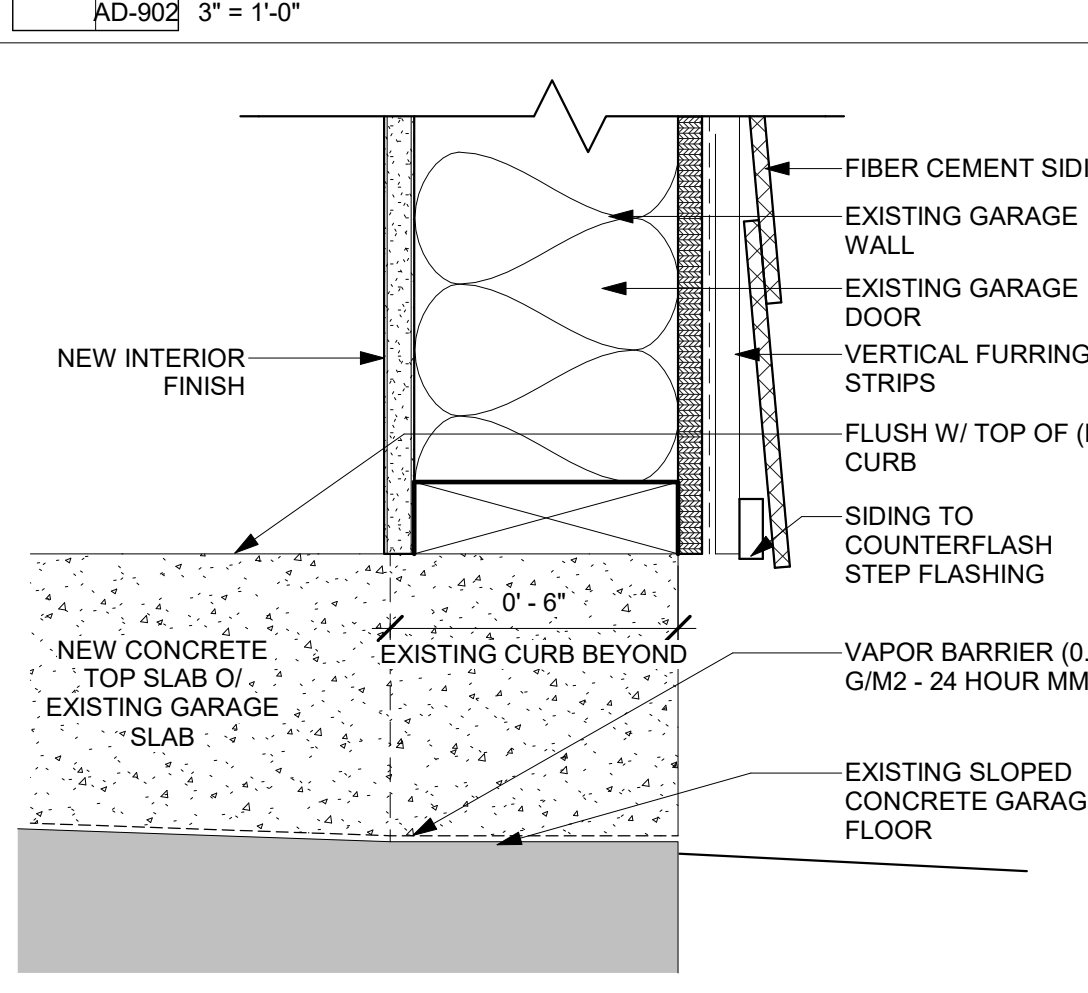 AD-902 3" = 1'-0"
FIBER CEMENT SIDI
EXISTING GARAGE
WALL
EXISTING GARAGE
DOOR
VERTICAL FURRING
STRIPS
NEW INTERIOR
FINISH
FLUSH W/ TOP OF (
CURB
SIDING TO
COUNTERFLASH
STEP FLASHING
0' - 6"
EXISTING CURB BEYOND
NEW CONCRETE
TOP SLAB O/
EXISTING GARAGE
SLAB
VAPOR BARRIER (0.
G/M2 - 24 HOUR MM
EXISTING SLOPED
CONCRETE GARAG
FLOOR